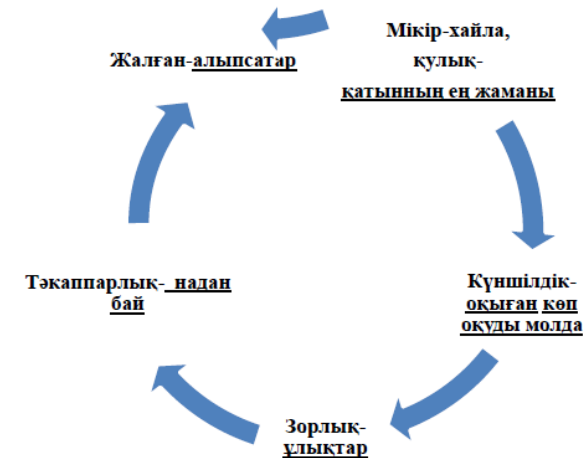 Мікір-хайла,
қулық-
қатынның ең жаманы
Күншілдік-
оқыған көп
оқуды молда
Зорлық-
ұлықтар
Тәкаппарлық- надан
бай
Жалған-алыпсатар